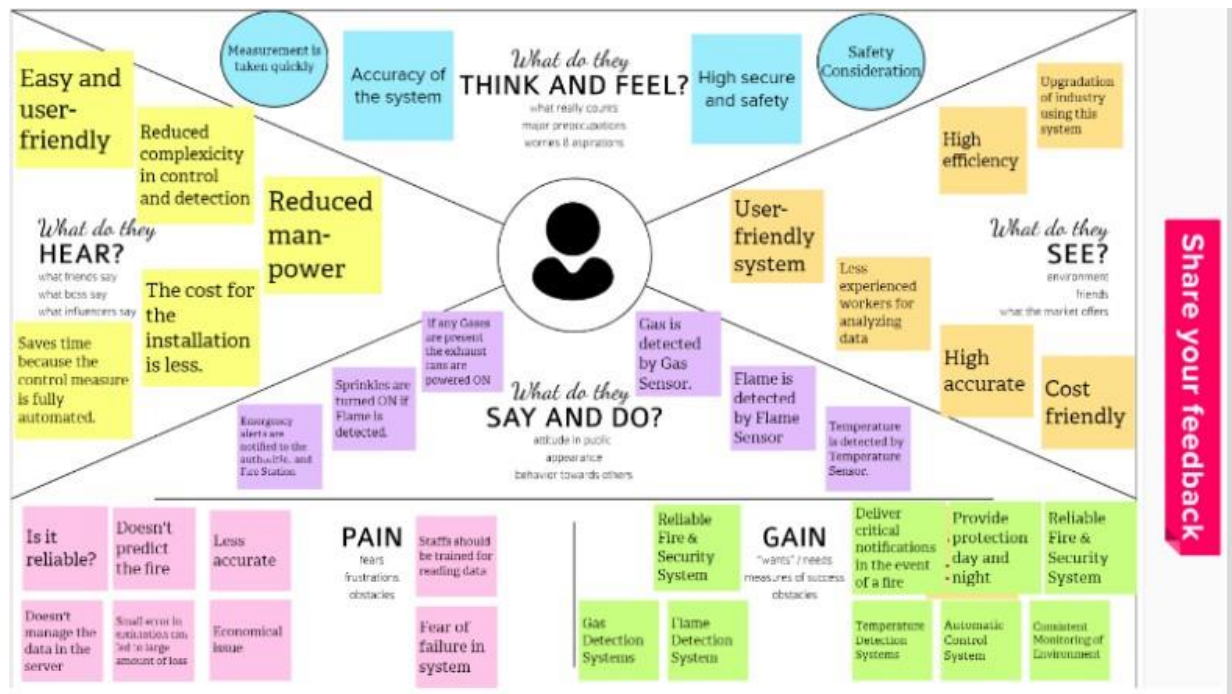 Measurement is
taken quickly
Accuracy of
the system
What do they
THINK AND FEEL?
what really counts
major preoccupations
worries & aspirations
High secure
and safety
Safety
Consideration
Easy and
user-
friendly
Reduced
complexicity
in control
and detection
Reduced
man-
power
What do they
HEAR?
what friends say
what boss say
what influencers say
The cost for
the
installation
is less.
Saves time
because the
control measure
is fully
automated.
Upgradation
of industry
using this
system
High
efficiency
User-
friendly
system
What do they
SEE?
environment
friends
what the market offers
Less
experienced
workers for
analyzing
data
High
accurate
Cost
friendly
If any Gases
are present
the exhaust
fans are
powered ON
Sprinkles are
turned ON if
Flame is
detected.
Emergency
alerts are
notified to the
and
Fire Station
What do they
SAY AND DO?
attitude in public
appearance
behavior towards others
Gas is
detected
by Gas
Sensor.
Flame is
detected
by Flame
Sensor
Temperature
is detected by
Temperature
Sensor.
Is it
reliable?
Doesn't
predict
the fire
Less
accurate
PAIN
fears
frustrations
obstacles
Staffs should
be trained for
reading data
Doesn't
manage the
data in the
server
Small error in
can
led to large
amount of loss
Economical
issue
Fear of
failure in
system
Reliable
Fire &
Security
System
GAIN
"wants" / needs
measures of success
obstacles
Deliver
critical
notifications
in the event
of a fire
Provide
protection
day and
night
Reliable
Fire &
Security
System
Gas
Detection
Systems
Flame
Detection
System
Temperature
Detection
Systems
Automatic
Control
System
Consistent
Monitoring of
Environment
Share your feedback